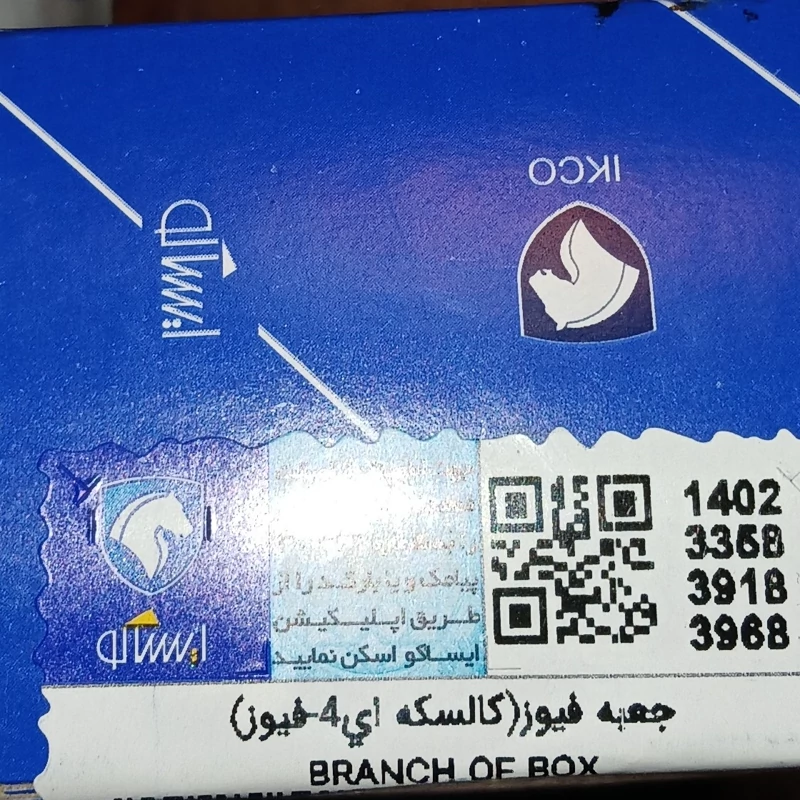 IKCO
ایساکو
ایساکو
پیامک و یا بارکد را از
طریق اپلیکیشن
ایساکو اسکن نمایید
1402
3368
3918
3968
جعبه فیوز(کالسکه اي4-فیوز)
BRANCH OF BOX